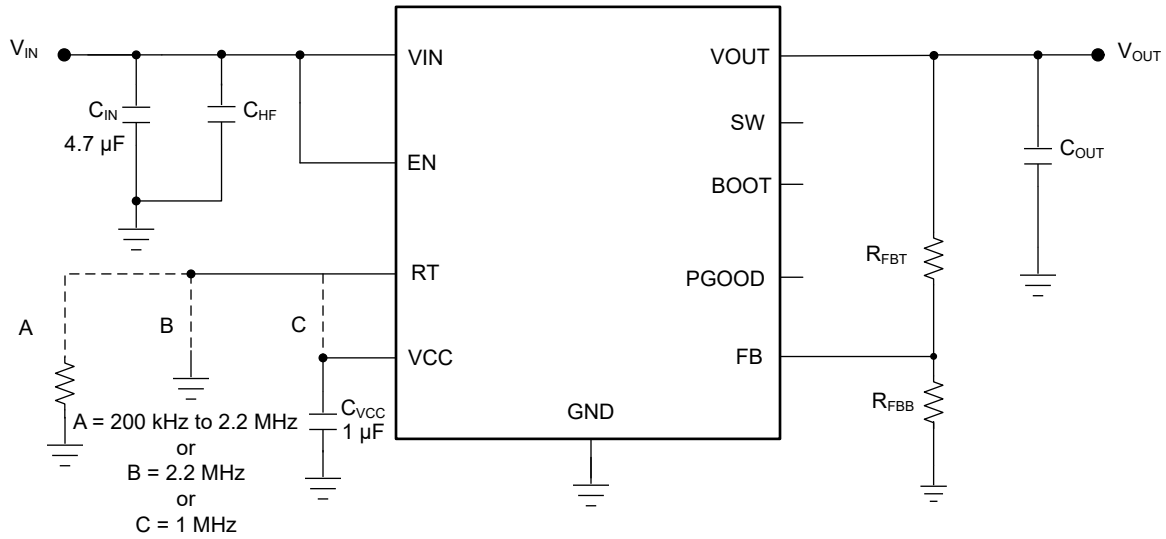 V_IN
C_IN
4.7 µF
C_HF
VIN
EN
RT
VCC
GND
VOUT
SW
BOOT
PGOOD
FB
V_OUT
C_OUT
R_FBT
R_FBB
A
B
C
C_VCC
1 µF
A = 200 kHz to 2.2 MHz
or
B = 2.2 MHz
or
C = 1 MHz